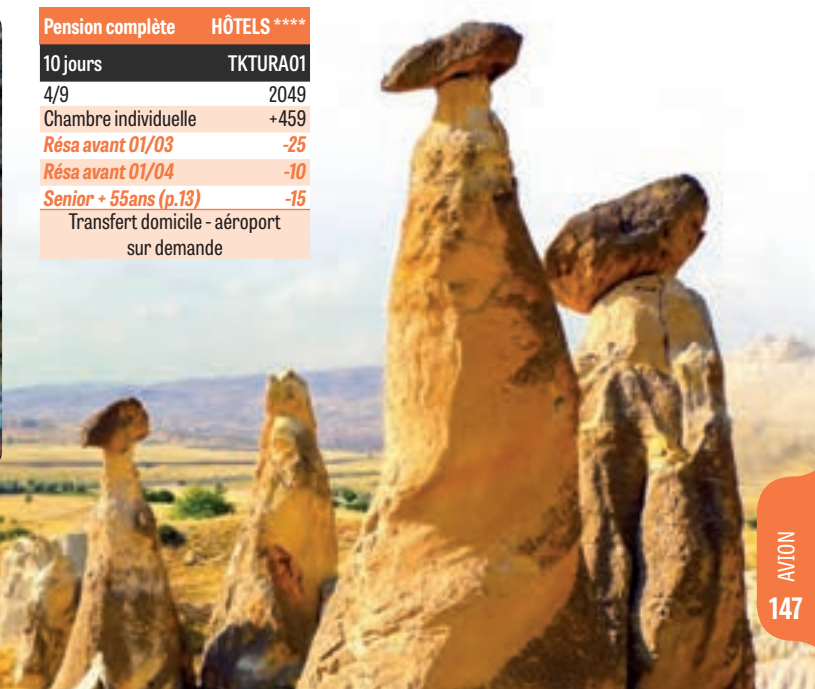 Pension complète HÔTELS ****
10 jours TKTURA01
4/9 2049
Chambre individuelle +459
Résa avant 01/03 -25
Résa avant 01/04 -10
Senior + 55ans (p.13) -15
Transfert domicile - aéroport
sur demande
AVION
147